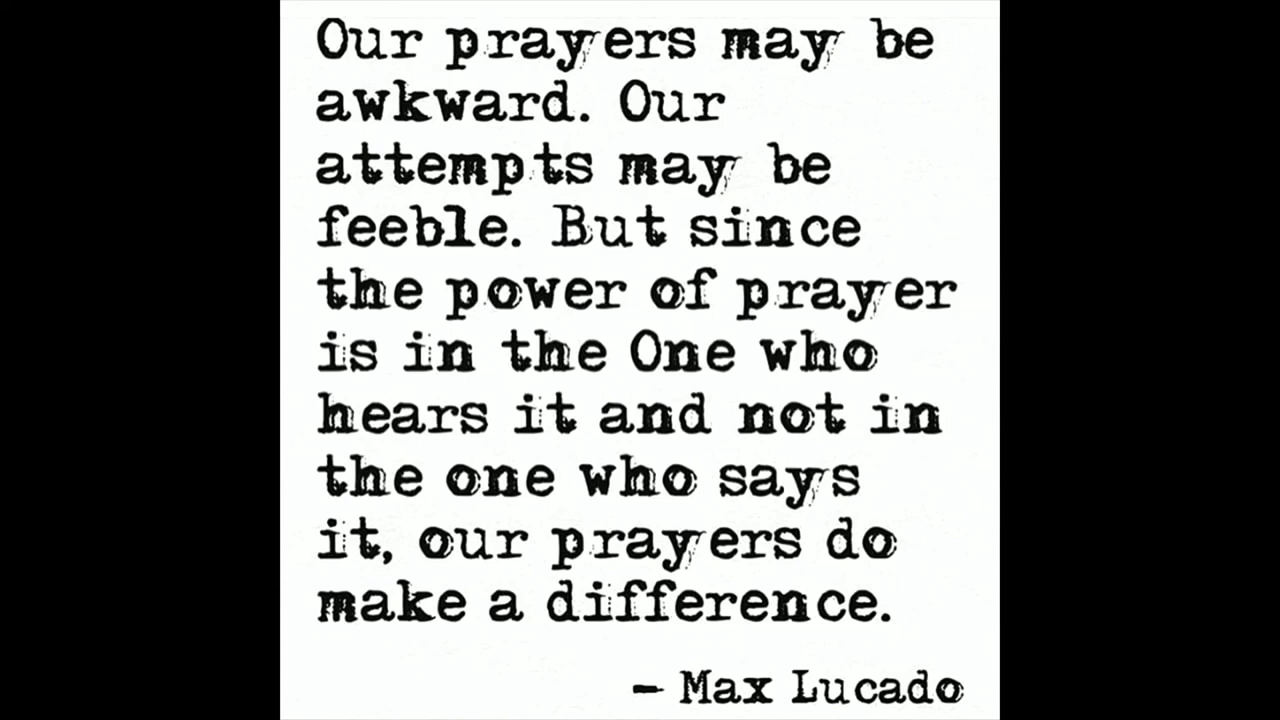 Our prayers may be
awkward. Our
attempts may be
feeble. But since
the power of prayer
is in the One who
hears it and not in
the one who says
it, our prayers do
make a difference.
– Max Lucado